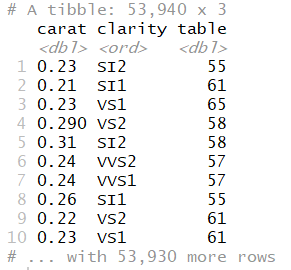 # A tibble: 53,940 x 3
carat clarity table
<dbl> <ord> <dbl>
1 0.23 SI2 55
2 0.21 SI1 61
3 0.23 VS1 65
4 0.290 VS2 58
5 0.31 SI2 58
6 0.24 VVS2 57
7 0.24 VVS1 57
8 0.26 SI1 55
9 0.22 VS2 61
10 0.23 VS1 61
# ... with 53,930 more rows